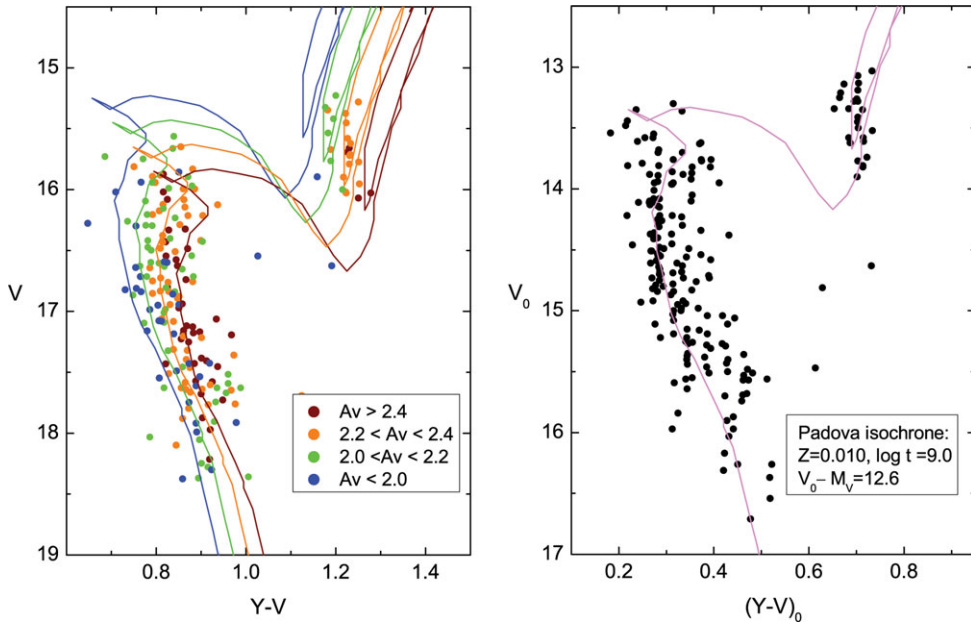 15
16
17
18
19
V
0.8
1.0
1.2
1.4
Y-V
Av > 2.4
2.2 < Av < 2.4
2.0 <Av < 2.2
Av < 2.0
13
14
15
16
17
V₀
0.2
0.4
0.6
0.8
(Y-V)₀
Padova isochrone:
Z=0.010, log t =9.0
V₀– Mᵥ=12.6